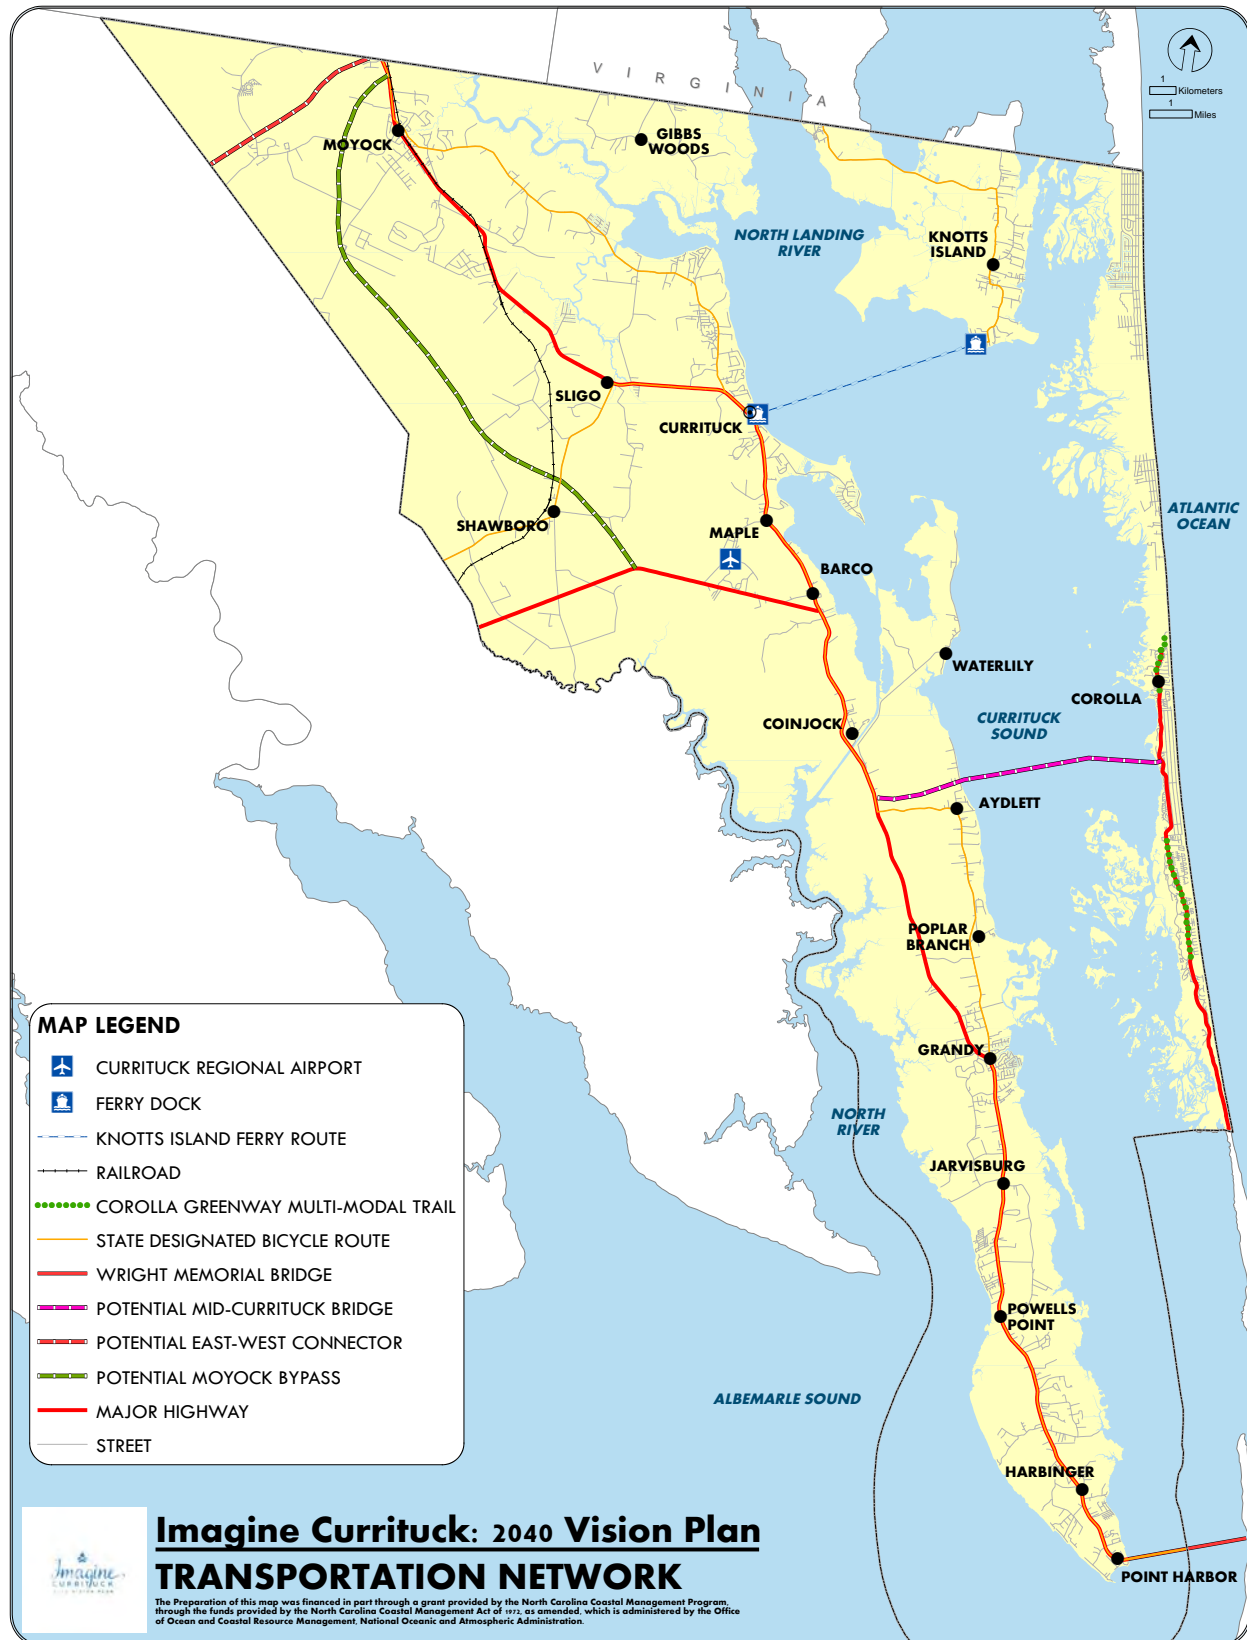 VIRGINIA
1
Kilometers
1
Miles
MOYOCK
GIBBS
WOODS
NORTH LANDING
RIVER
KNOTTS
ISLAND
SLIGO
CURRITUCK
SHAWBORO
MAPLE
BARCO
ATLANTIC
OCEAN
WATERLILY
COROLLA
COINJOCK
CURRITUCK
SOUND
AYDLETT
POPLAR
BRANCH
GRANDY
NORTH
RIVER
JARVISBURG
POWELLS
POINT
ALBEMARLE SOUND
HARBINGER
POINT HARBOR
MAP LEGEND
CURRITUCK REGIONAL AIRPORT
FERRY DOCK
KNOTTS ISLAND FERRY ROUTE
RAILROAD
COROLLA GREENWAY MULTI-MODAL TRAIL
STATE DESIGNATED BICYCLE ROUTE
WRIGHT MEMORIAL BRIDGE
POTENTIAL MID-CURRITUCK BRIDGE
POTENTIAL EAST-WEST CONNECTOR
POTENTIAL MOYOCK BYPASS
MAJOR HIGHWAY
STREET
Imagine
CURRITUCK
Imagine Currituck: 2040 Vision Plan
TRANSPORTATION NETWORK
The Preparation of this map was financed in part through a grant provided by the North Carolina Coastal Management Program,
through the funds provided by the North Carolina Coastal Management Act of 1972, as amended, which is administered by the Office
of Ocean and Coastal Resource Management, National Oceanic and Atmospheric Administration.